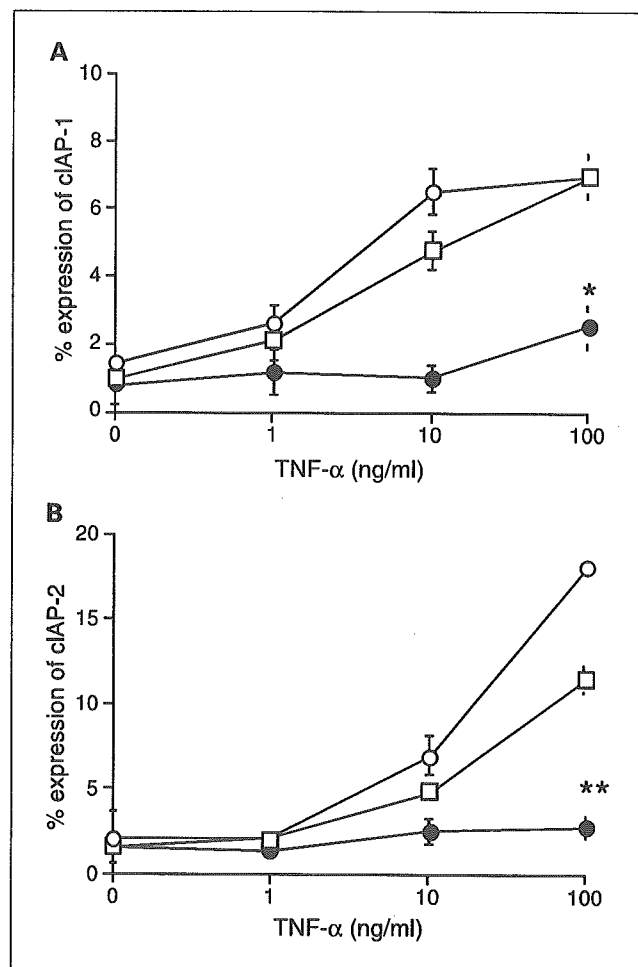 A
% expression of cIAP-1
10
8
6
4
2
0
*
0 1 10 100
TNF-α (ng/ml)
B
% expression of cIAP-2
20
15
10
5
0
**
0 1 10 100
TNF-α (ng/ml)